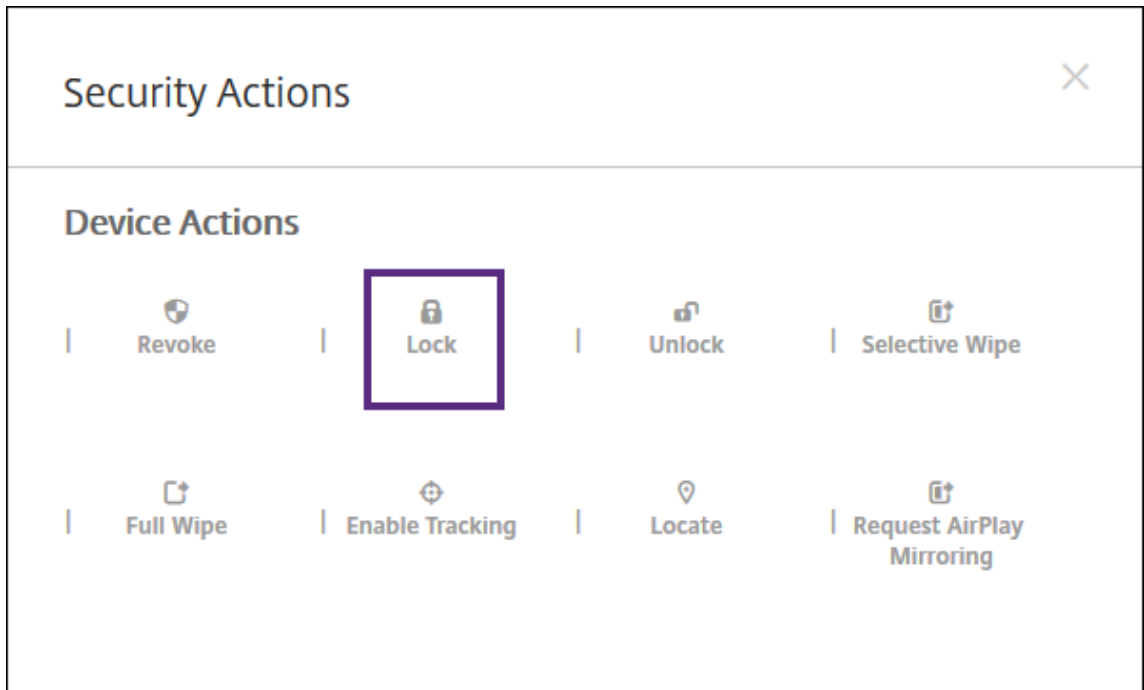 Security Actions
Device Actions
Revoke
Lock
Unlock
Selective Wipe
Full Wipe
Enable Tracking
Locate
Request AirPlay
Mirroring